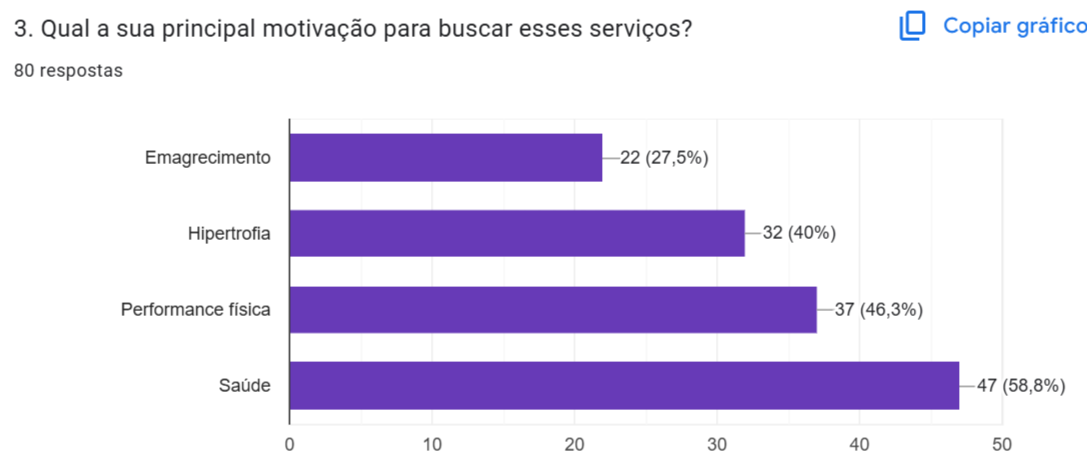 3. Qual a sua principal motivação para buscar esses serviços?
Copiar gráfico
80 respostas
Emagrecimento
22 (27,5%)
Hipertrofia
32 (40%)
Performance física
37 (46,3%)
Saúde
47 (58,8%)
0 10 20 30 40 50